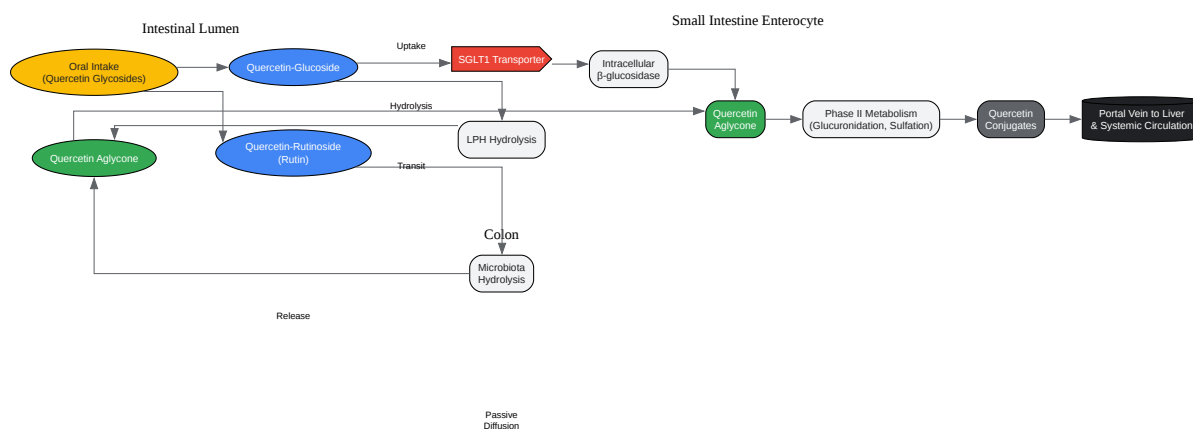 Intestinal Lumen
Small Intestine Enterocyte
Oral Intake
(Quercetin Glycosides)
Quercetin-Glucoside
Uptake
SGLT1 Transporter
Intracellular
β-glucosidase
Hydrolysis
Quercetin
Aglycone
Phase II Metabolism
(Glucuronidation, Sulfation)
Quercetin
Conjugates
Portal Vein to Liver
& Systemic Circulation
LPH Hydrolysis
Quercetin Aglycone
Quercetin-Rutinoside
(Rutin)
Transit
Colon
Microbiota
Hydrolysis
Release
Passive
Diffusion